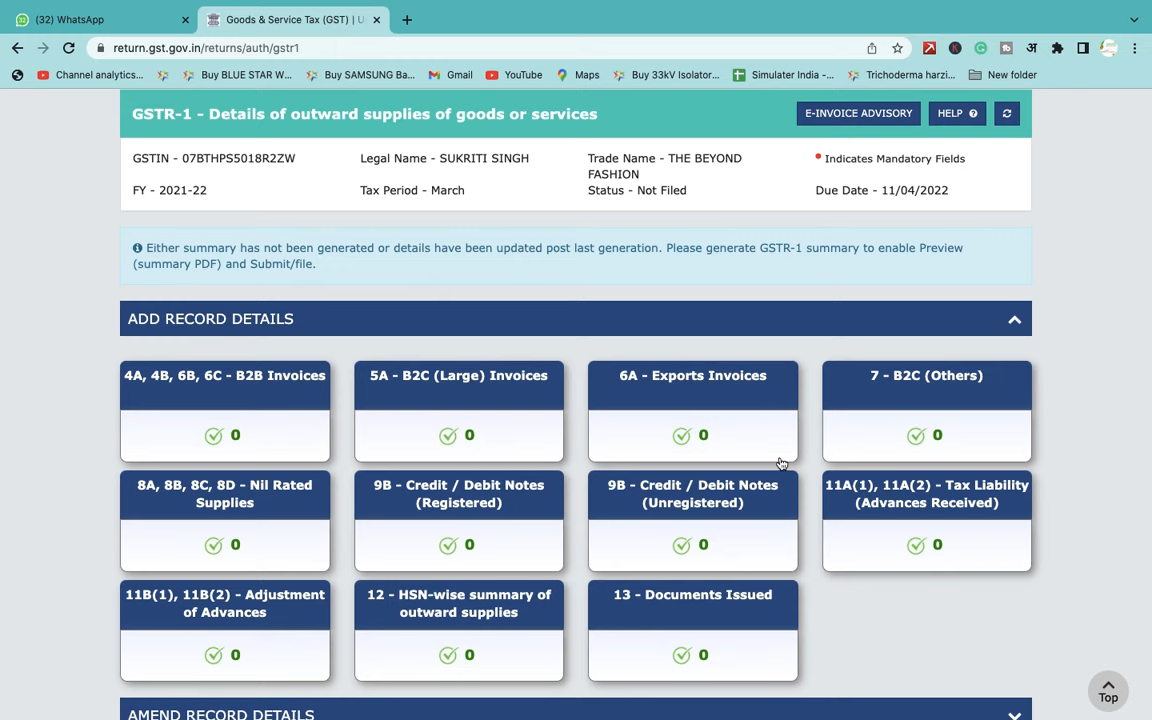 (32) WhatsApp
Goods & Service Tax (GST) | U
return.gst.gov.in/returns/auth/gstr1
Channel analytics...
Buy BLUE STAR W...
Buy SAMSUNG Ba...
Gmail
YouTube
Maps
Buy 33kV Isolator...
Simulater India -...
Trichoderma harzi...
New folder
GSTR-1 - Details of outward supplies of goods or services
E-INVOICE ADVISORY
HELP
GSTIN - 07BTHPS5018R2ZW
Legal Name - SUKRITI SINGH
Trade Name - THE BEYOND
FASHION
Indicates Mandatory Fields
FY - 2021-22
Tax Period - March
Status - Not Filed
Due Date - 11/04/2022
Either summary has not been generated or details have been updated post last generation. Please generate GSTR-1 summary to enable Preview
(summary PDF) and Submit/file.
ADD RECORD DETAILS
4A, 4B, 6B, 6C - B2B Invoices
0
5A - B2C (Large) Invoices
0
6A - Exports Invoices
0
7 - B2C (Others)
0
8A, 8B, 8C, 8D - Nil Rated
Supplies
0
9B - Credit / Debit Notes
(Registered)
0
9B - Credit / Debit Notes
(Unregistered)
0
11A(1), 11A(2) - Tax Liability
(Advances Received)
0
11B(1), 11B(2) - Adjustment
of Advances
0
12 - HSN-wise summary of
outward supplies
0
13 - Documents Issued
0
Top
AMEND RECORD DETAILS